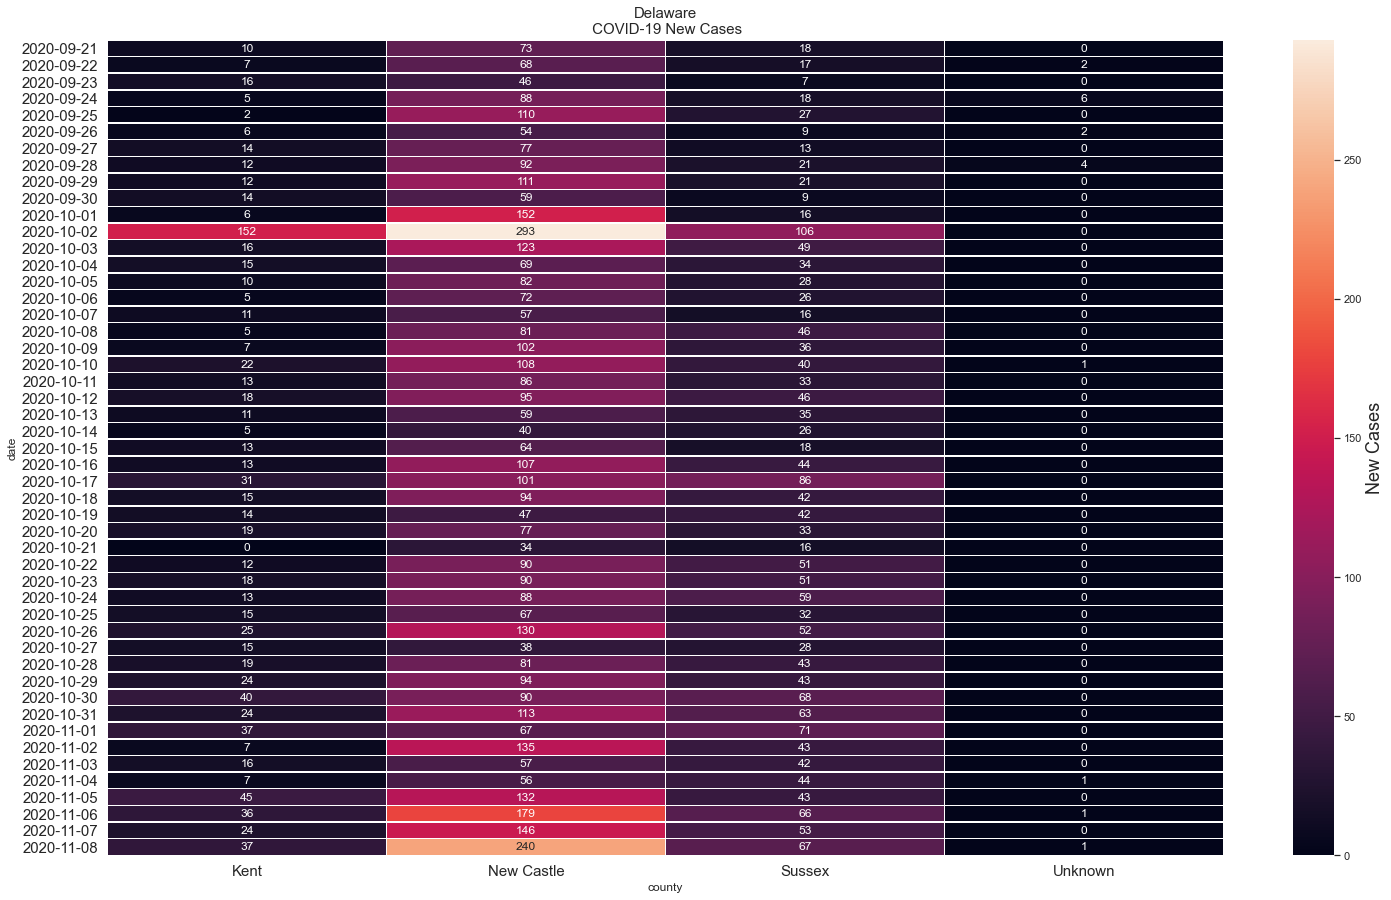 Delaware
COVID-19 New Cases
2020-09-21 10 73 18 0
2020-09-22 7 68 17 2
2020-09-23 16 46 7 0
2020-09-24 5 88 18 6
2020-09-25 2 110 27 0
2020-09-26 6 54 9 2
2020-09-27 14 77 13 0
2020-09-28 12 92 21 4
2020-09-29 12 111 21 0
2020-09-30 14 59 9 0
2020-10-01 6 152 16 0
2020-10-02 152 293 106 0
2020-10-03 16 123 49 0
2020-10-04 15 69 34 0
2020-10-05 10 82 28 0
2020-10-06 5 72 26 0
2020-10-07 11 57 16 0
2020-10-08 5 81 46 0
2020-10-09 7 102 36 0
2020-10-10 22 108 40 1
2020-10-11 13 86 33 0
2020-10-12 18 95 46 0
2020-10-13 11 59 35 0
2020-10-14 5 40 26 0
2020-10-15 13 64 18 0
2020-10-16 13 107 44 0
2020-10-17 31 101 86 0
2020-10-18 15 94 42 0
2020-10-19 14 47 42 0
2020-10-20 19 77 33 0
2020-10-21 0 34 16 0
2020-10-22 12 90 51 0
2020-10-23 18 90 51 0
2020-10-24 13 88 59 0
2020-10-25 15 67 32 0
2020-10-26 25 130 52 0
2020-10-27 15 38 28 0
2020-10-28 19 81 43 0
2020-10-29 24 94 43 0
2020-10-30 40 90 68 0
2020-10-31 24 113 63 0
2020-11-01 37 67 71 0
2020-11-02 7 135 43 0
2020-11-03 16 57 42 0
2020-11-04 7 56 44 1
2020-11-05 45 132 43 0
2020-11-06 36 179 66 1
2020-11-07 24 146 53 0
2020-11-08 37 240 67 1
date
Kent New Castle Sussex Unknown
county
250
200
150
100
50
0
New Cases